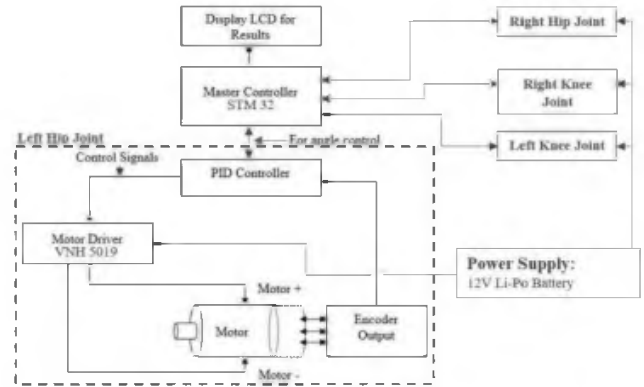 Display LCD for
Results
Right Hip Joint
Master Controller
STM 32
Right Knee
Joint
Left Hip Joint
For angle control
Left Knee Joint
Control Signals
PID Controller
Motor Driver
VNH 5019
Power Supply:
12V Li-Po Battery
Motor +
Motor
Encoder
Output
Motor -